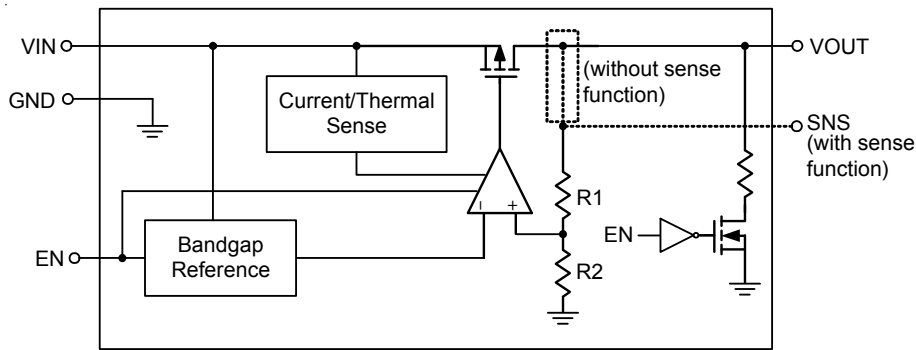 VIN
VOUT
(without sense
function)
GND
Current/Thermal
Sense
SNS
(with sense
function)
R1
− +
EN
EN
Bandgap
Reference
R2